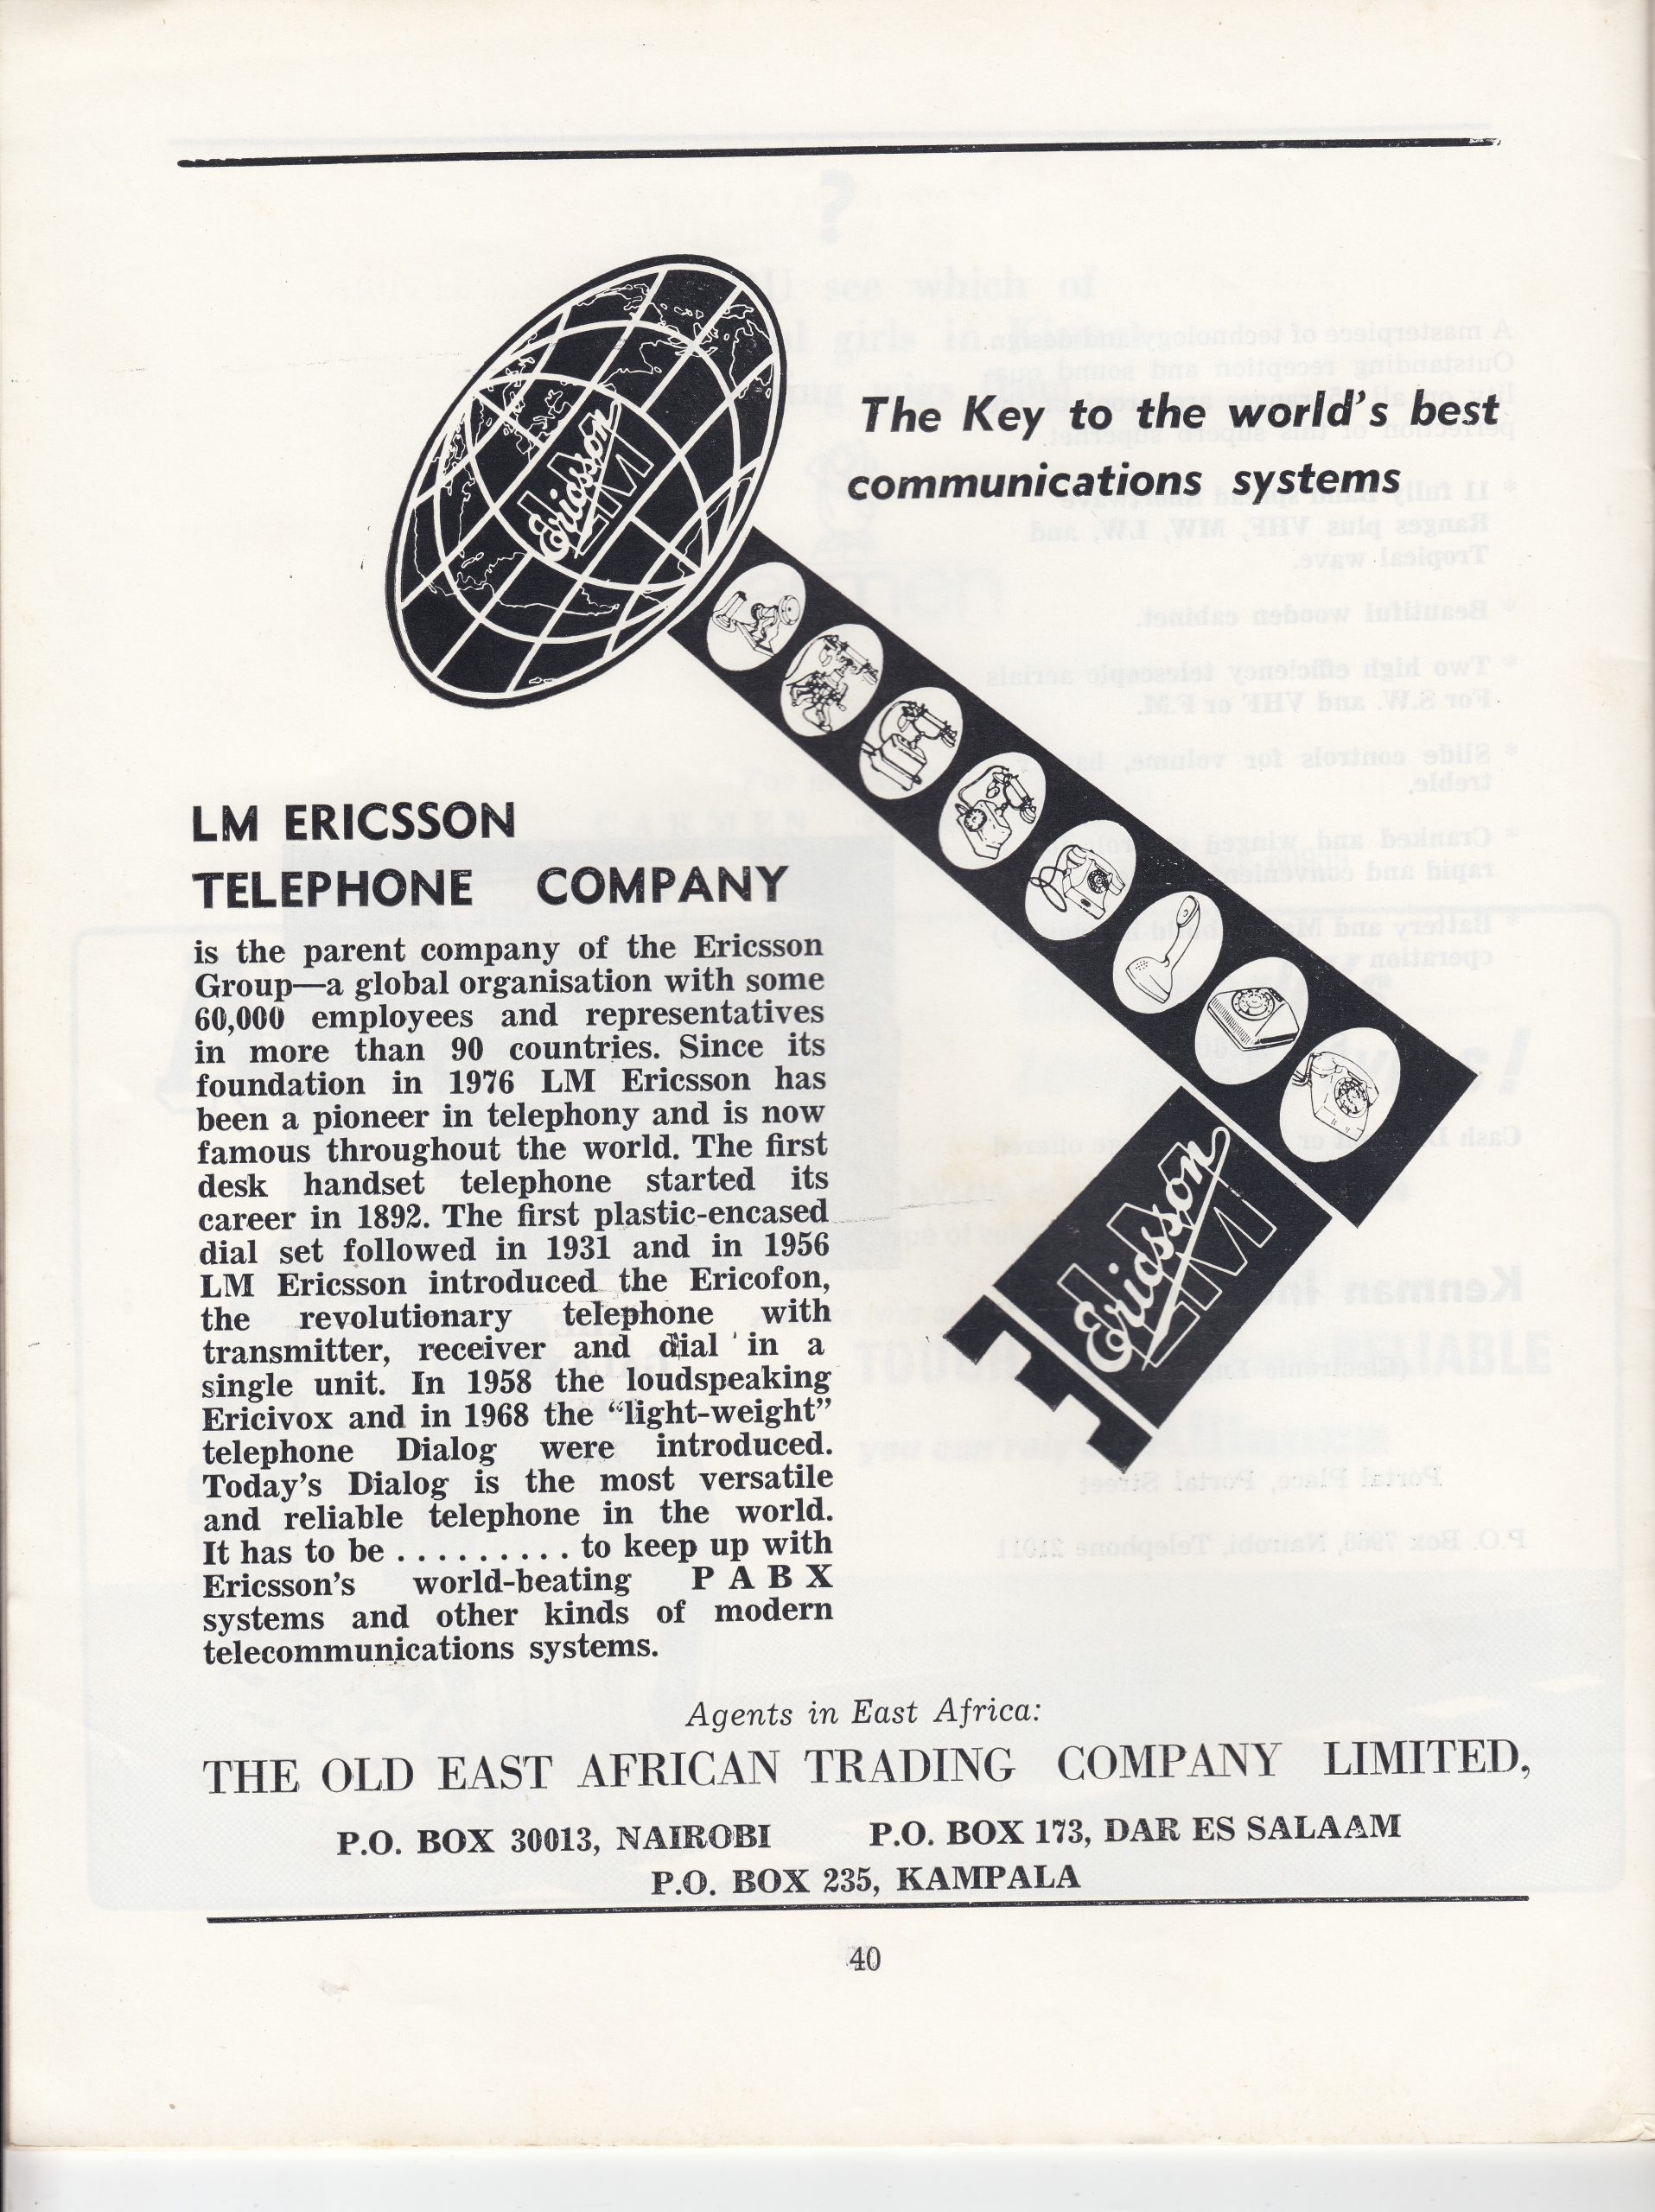 The Key to the world's best
communications systems
Ericsson
LM
LM ERICSSON
TELEPHONE COMPANY
is the parent company of the Ericsson
Group—a global organisation with some
60,000 employees and representatives
in more than 90 countries. Since its
foundation in 1976 LM Ericsson has
been a pioneer in telephony and is now
famous throughout the world. The first
desk handset telephone started its
career in 1892. The first plastic-encased
dial set followed in 1931 and in 1956
LM Ericsson introduced the Ericofon,
the revolutionary telephone with
transmitter, receiver and dial in a
single unit. In 1958 the loudspeaking
Ericivox and in 1968 the “light-weight”
telephone Dialog were introduced.
Today's Dialog is the most versatile
and reliable telephone in the world.
It has to be ......... to keep up with
Ericsson's world-beating P A B X
systems and other kinds of modern
telecommunications systems.
Ericsson
LM
Agents in East Africa:
THE OLD EAST AFRICAN TRADING COMPANY LIMITED,
P.O. BOX 30013, NAIROBI P.O. BOX 173, DAR ES SALAAM
P.O. BOX 235, KAMPALA
40